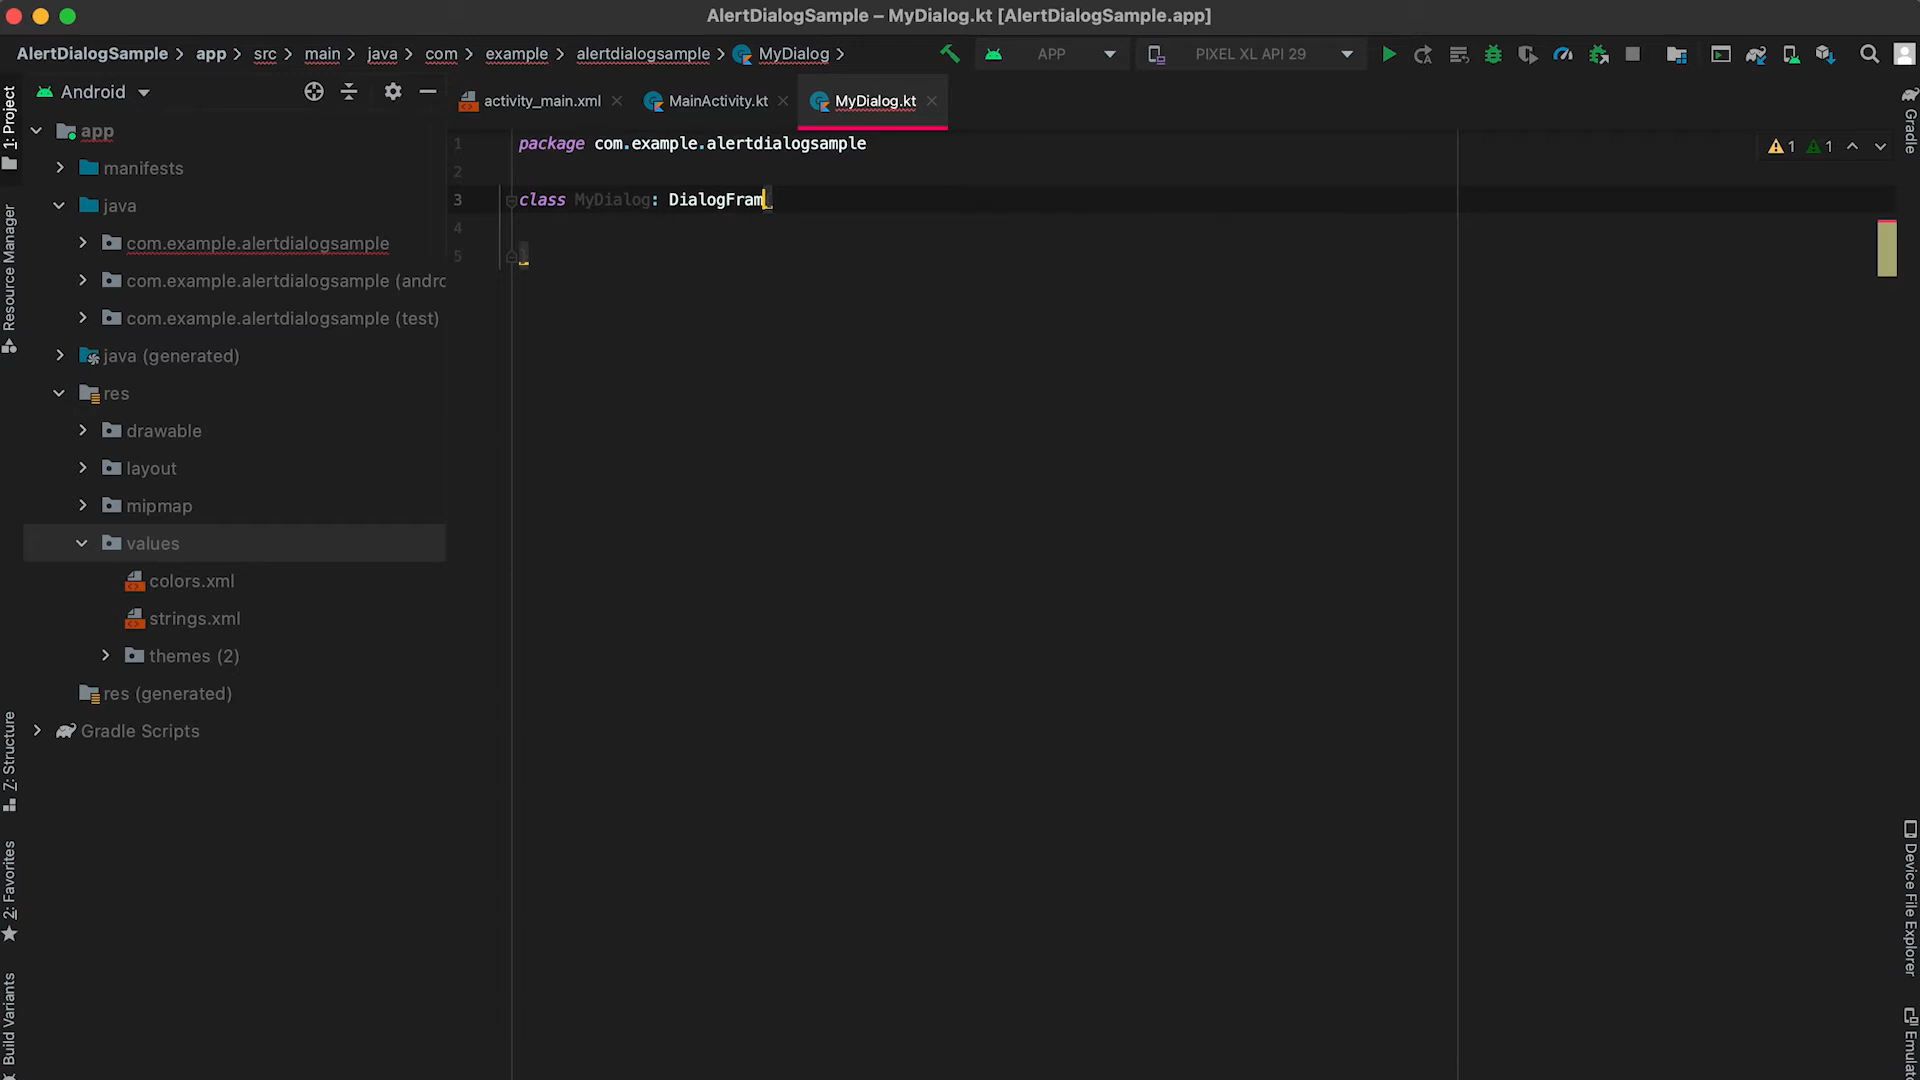 AlertDialogSample – MyDialog.kt [AlertDialogSample.app]
AlertDialogSample > app > src > main > java > com > example > alertdialogsample > MyDialog >
APP
PIXEL XL API 29
1: Project
Resource Manager
7: Structure
2: Favorites
Build Variants
Android
app
manifests
java
com.example.alertdialogsample
com.example.alertdialogsample (andro
com.example.alertdialogsample (test)
java (generated)
res
drawable
layout
mipmap
values
colors.xml
strings.xml
themes (2)
res (generated)
Gradle Scripts
activity_main.xml
MainActivity.kt
MyDialog.kt
1 package com.example.alertdialogsample
2
3 class MyDialog: DialogFram
4
5 }
1 1
Gradle
Device File Explorer
Emulato